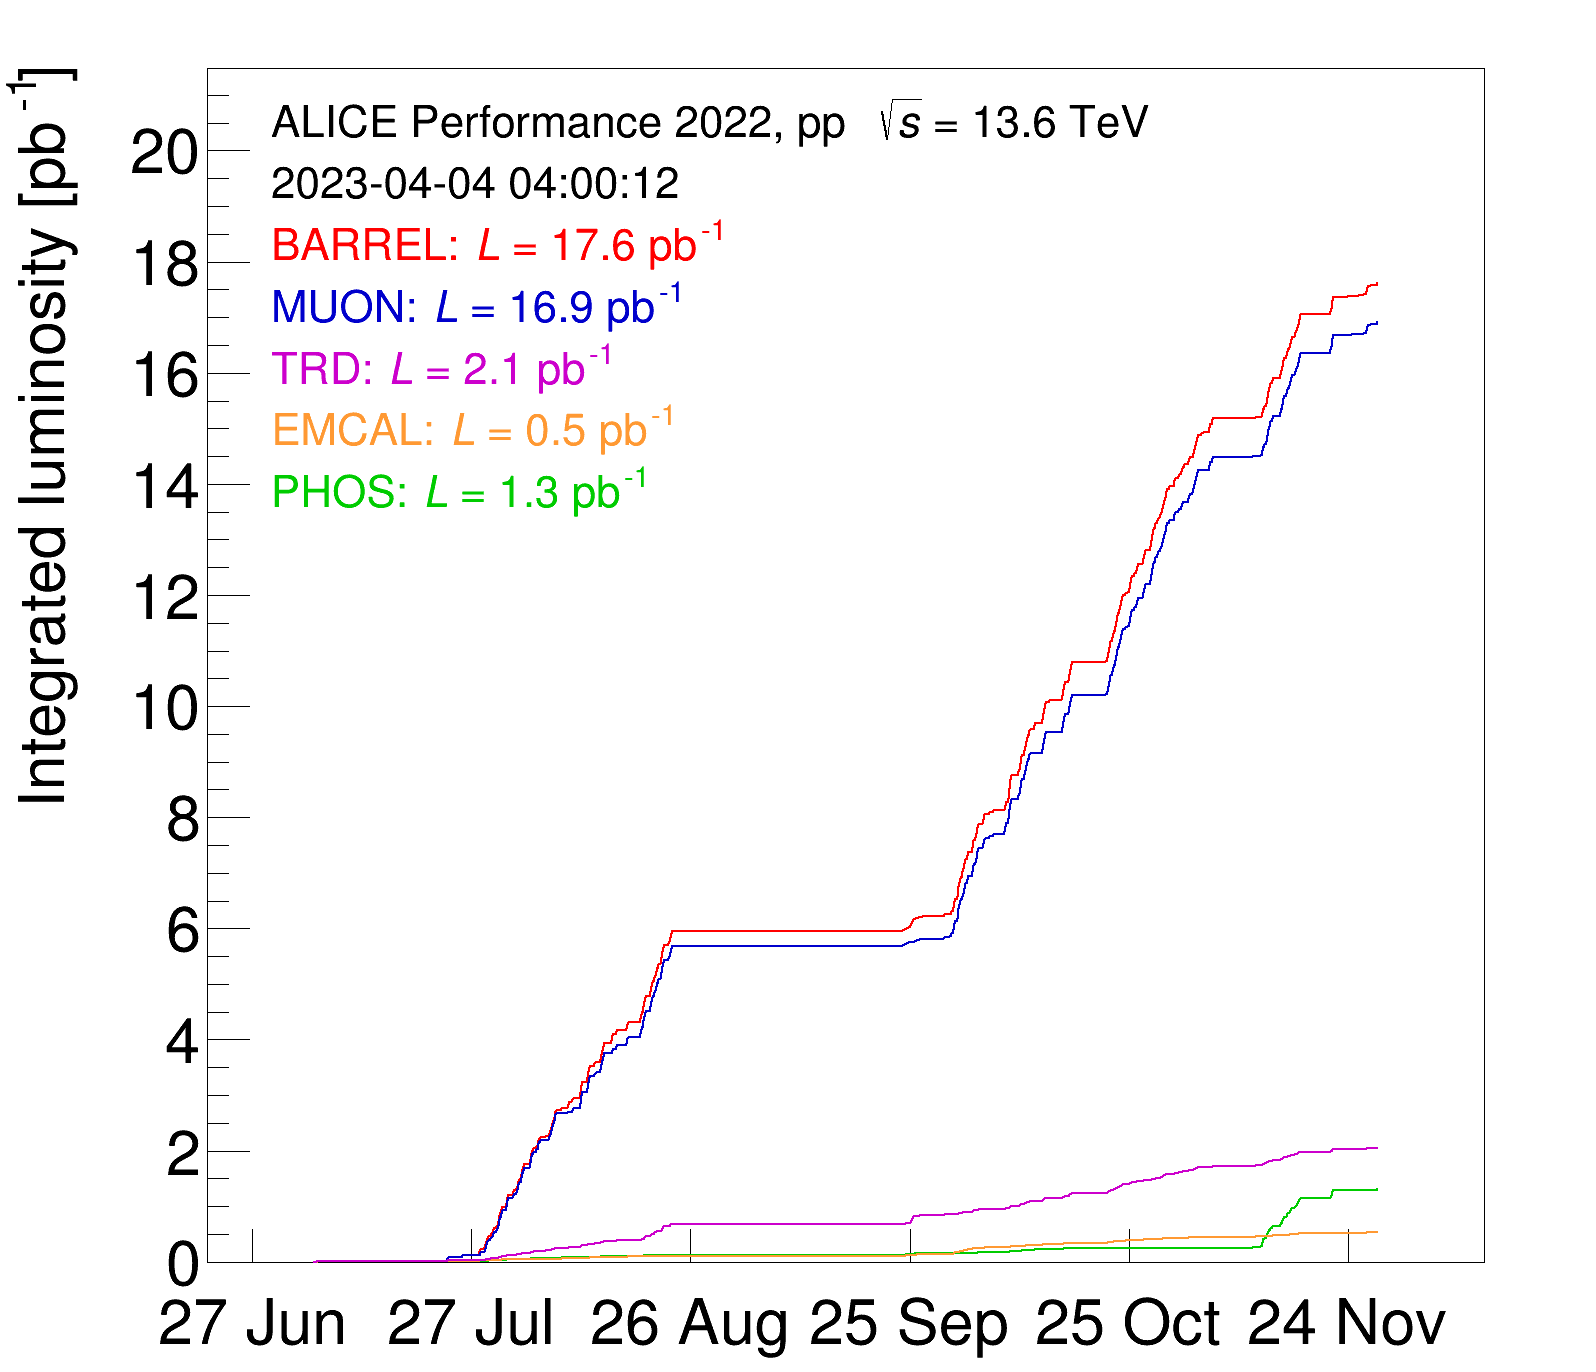 Integrated luminosity [pb⁻¹]
ALICE Performance 2022, pp √s = 13.6 TeV
2023-04-04 04:00:12
BARREL: L = 17.6 pb⁻¹
MUON: L = 16.9 pb⁻¹
TRD: L = 2.1 pb⁻¹
EMCAL: L = 0.5 pb⁻¹
PHOS: L = 1.3 pb⁻¹
20
18
16
14
12
10
8
6
4
2
0
27 Jun 27 Jul 26 Aug 25 Sep 25 Oct 24 Nov